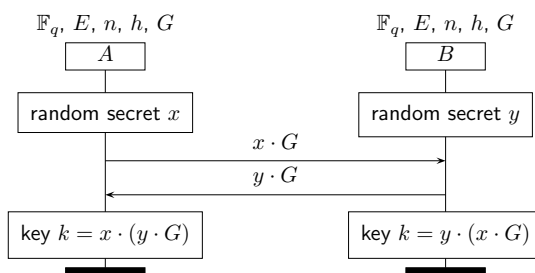 𝔽_q, E, n, h, G 𝔽_q, E, n, h, G
A B
random secret x random secret y
x · G
y · G
key k = x · (y · G) key k = y · (x · G)